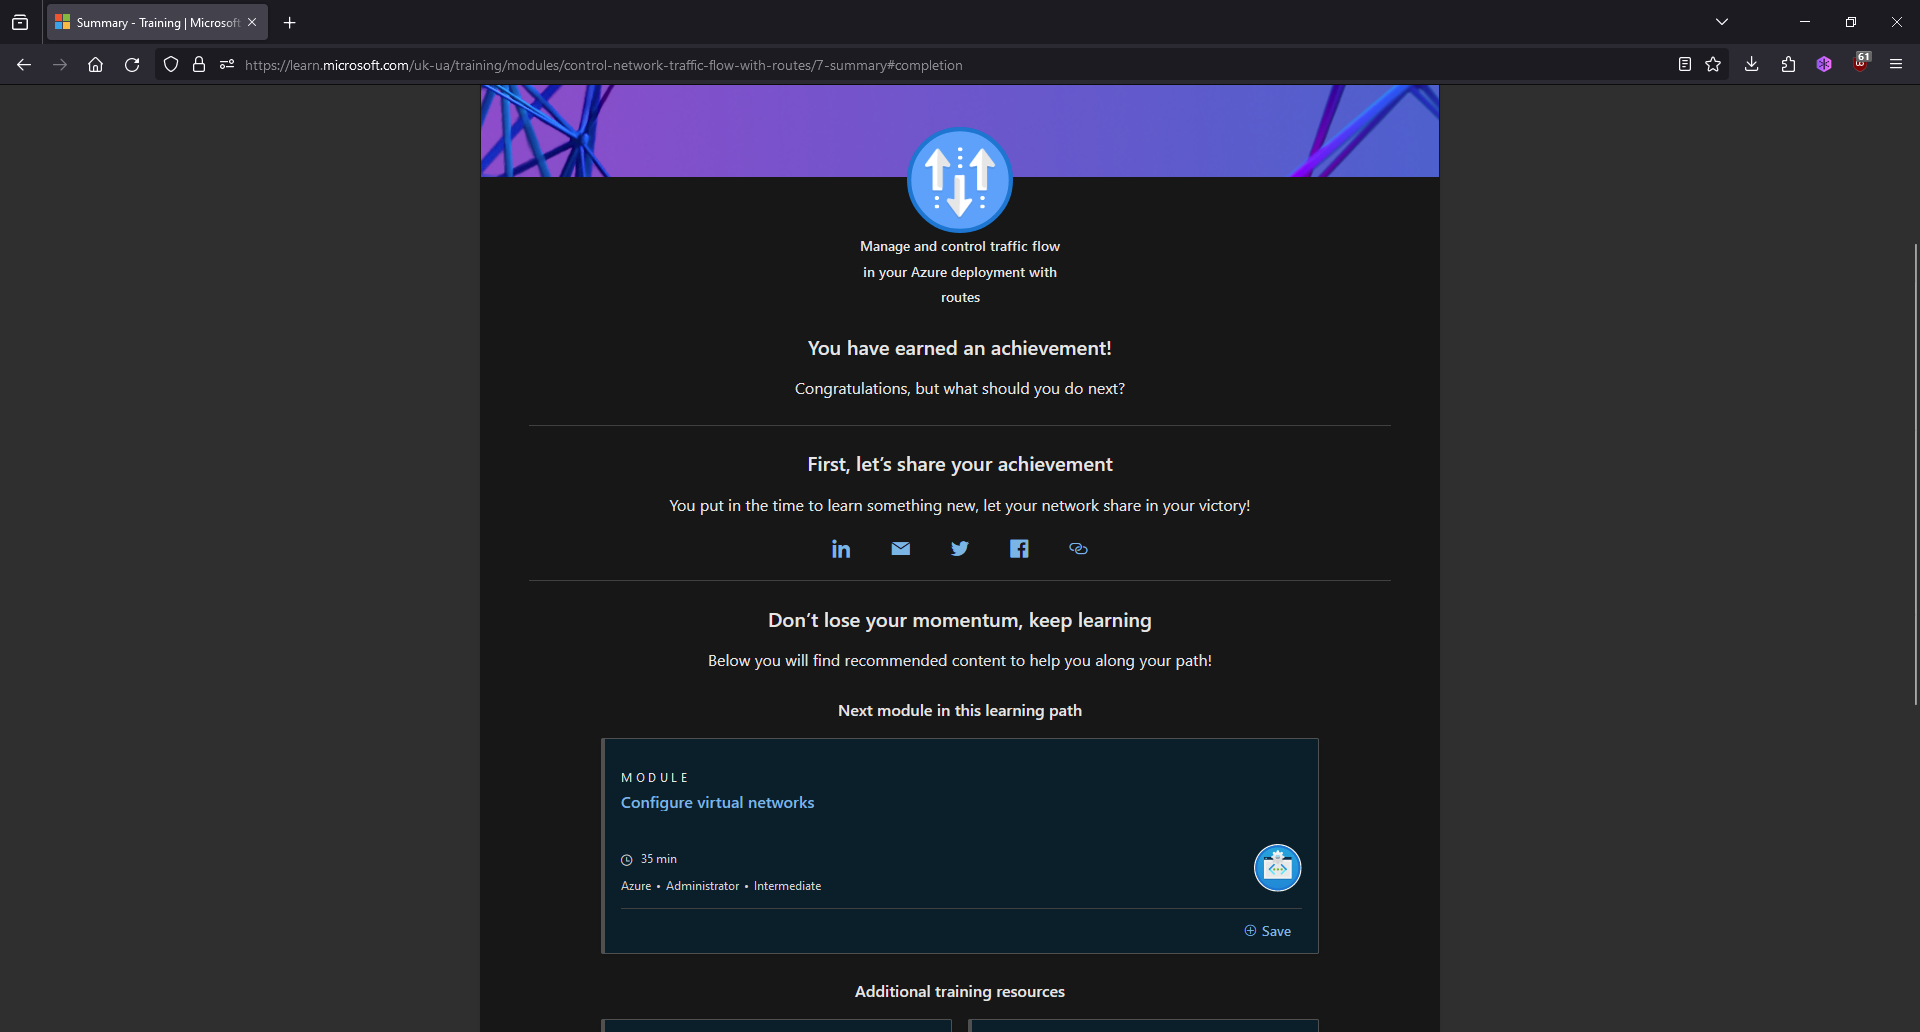 Summary - Training | Microsoft
https://learn.microsoft.com/uk-ua/training/modules/control-network-traffic-flow-with-routes/7-summary#completion
61
Manage and control traffic flow
in your Azure deployment with
routes
You have earned an achievement!
Congratulations, but what should you do next?
First, let’s share your achievement
You put in the time to learn something new, let your network share in your victory!
Don’t lose your momentum, keep learning
Below you will find recommended content to help you along your path!
Next module in this learning path
MODULE
Configure virtual networks
35 min
Azure • Administrator • Intermediate
Save
Additional training resources